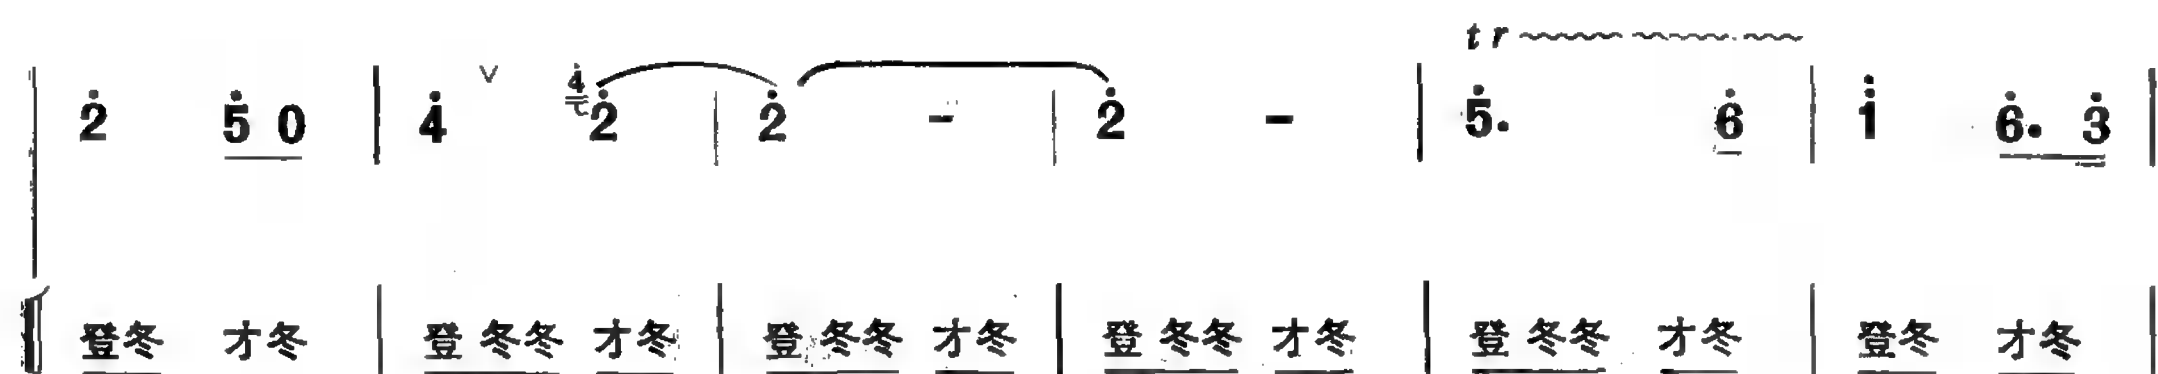 tr
2̇ 5̇ 0 | 4̇ ∨ 4̇ 2̇ | 2̇ - | 2̇ - | 5̇. 6̇ | 1̈ 6̇. 3̇ |
登冬 才冬 | 登 冬冬 才冬 | 登 冬冬 才冬 | 登 冬冬 才冬 | 登 冬冬 才冬 | 登冬 才冬 |